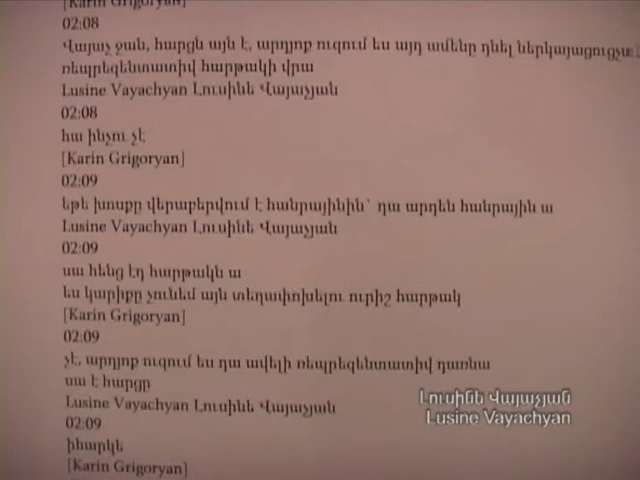 [Karin Grigoryan]
02:08
Վայաչ ջան, հարցն այն է, արդյոք ուզում ես այդ ամենը դնել
ռեպրեզենտատիվ հարթակի վրա
Lusine Vayachyan Լուսինե Վայաչյան
02:08
հա ինչու չէ
[Karin Grigoryan]
02:09
եթե խոսքը վերաբերվում է հանրայինին՝ դա արդեն հանրային ա
Lusine Vayachyan Լուսինե Վայաչյան
02:09
սա հենց էդ հարթակն ա
ես կարիքը չունեմ այն տեղափոխելու ուրիշ հարթակ
[Karin Grigoryan]
02:09
չէ, արդյոք ուզում ես դա ավելի ռեպրեզենտատիվ դառնա
սա է հարցը
Lusine Vayachyan Լուսինե Վայաչյան
02:09
իհարկե
[Karin Grigoryan]
Լուսինե Վայաչյան
Lusine Vayachyan